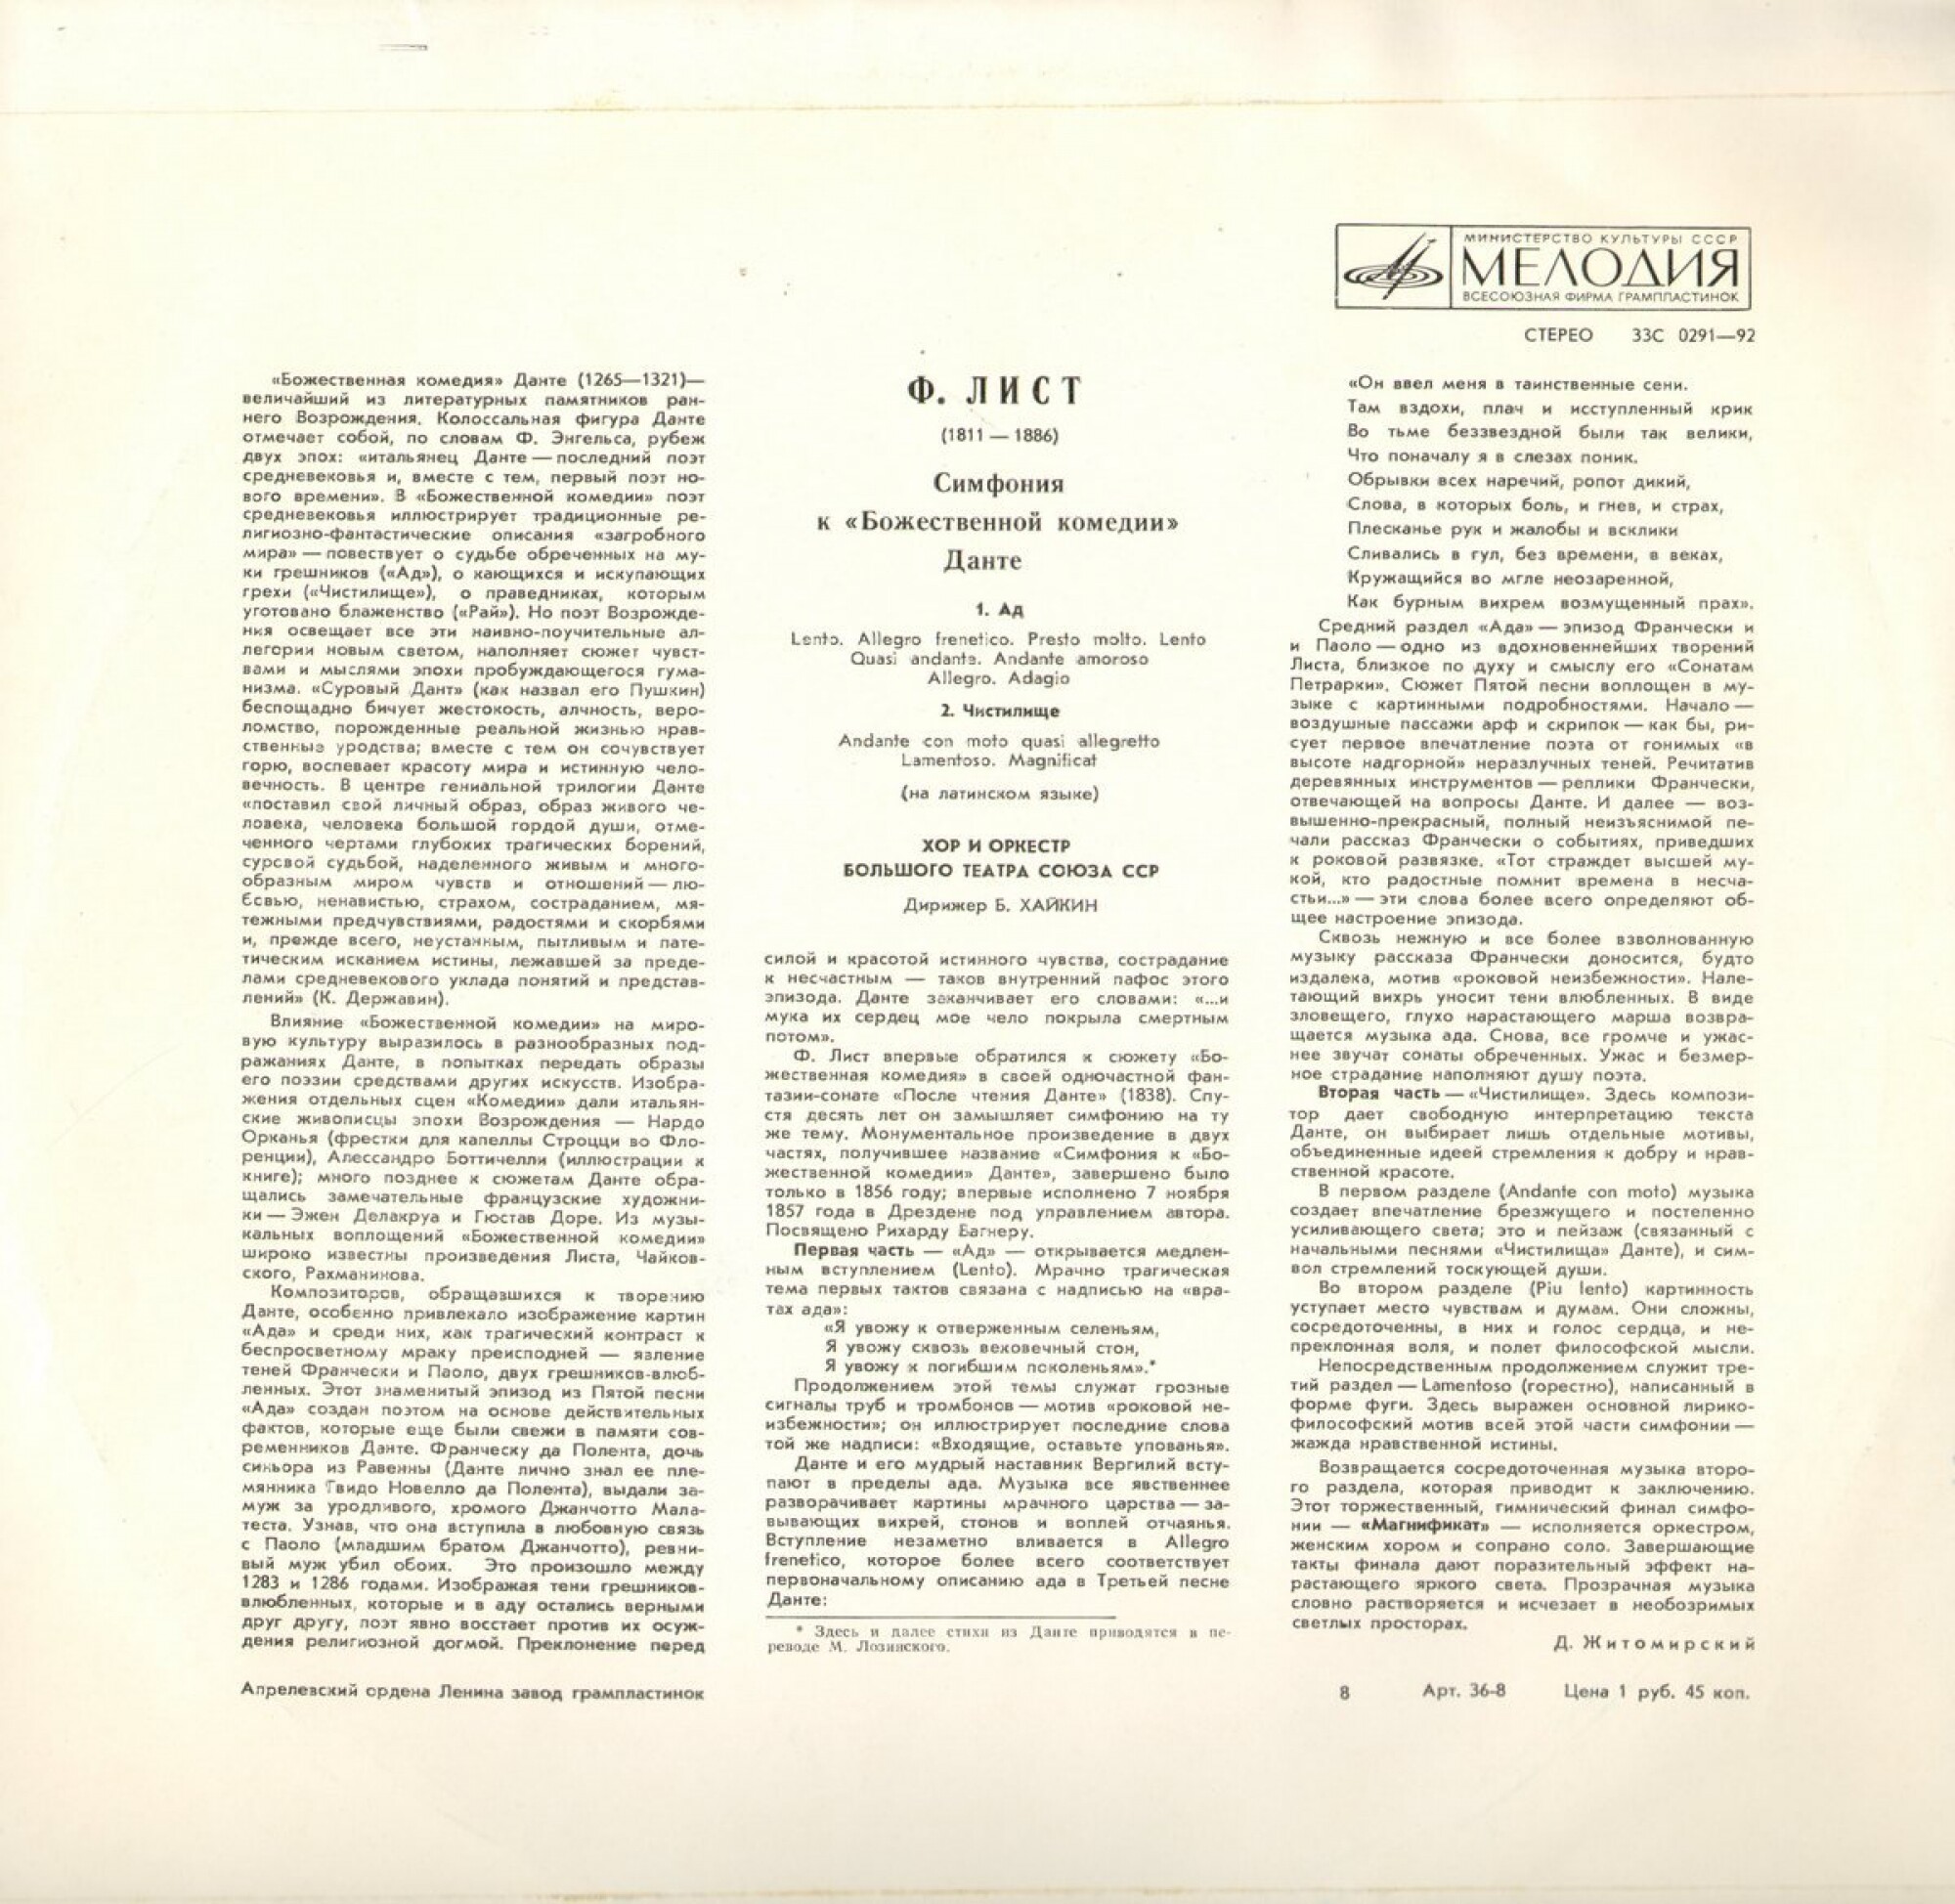 МИНИСТЕРСТВО КУЛЬТУРЫ СССР
МЕЛОДИЯ
ВСЕСОЮЗНАЯ ФИРМА ГРАМПЛАСТИНОК
СТЕРЕО 33С 0291—92
«Божественная комедия» Данте (1265—1321)—
величайший из литературных памятников ран-
него Возрождения. Колоссальная фигура Данте
отмечает собой, по словам Ф. Энгельса, рубеж
двух эпох: «итальянец Данте — последний поэт
средневековья и, вместе с тем, первый поэт но-
вого времени». В «Божественной комедии» поэт
средневековья иллюстрирует традиционные ре-
лигиозно-фантастические описания «загробного
мира» — повествует о судьбе обреченных на му-
ки грешников («Ад»), о кающихся и искупающих
грехи («Чистилище»), о праведниках, которым
уготовано блаженство («Рай»). Но поэт Возрожде-
ния освещает все эти наивно-поучительные ал-
легории новым светом, наполняет сюжет чувст-
вами и мыслями эпохи пробуждающегося гума-
низма. «Суровый Дант» (как назвал его Пушкин)
беспощадно бичует жестокость, алчность, веро-
ломство, порожденные реальной жизнью нрав-
ственные уродства; вместе с тем он сочувствует
горю, воспевает красоту мира и истинную чело-
вечность. В центре гениальной трилогии Данте
«поставил свой личный образ, образ живого че-
ловека, человека большой гордой души, отме-
ченного чертами глубоких трагических борений,
суровой судьбой, наделенного живым и много-
образным миром чувств и отношений — лю-
бовью, ненавистью, страхом, состраданием, мя-
тежными предчувствиями, радостями и скорбями
и, прежде всего, неустанным, пытливым и пате-
тическим исканием истины, лежавшей за преде-
лами средневекового уклада понятий и представ-
лений» (К. Державин).
Влияние «Божественной комедии» на миро-
вую культуру выразилось в разнообразных под-
ражаниях Данте, в попытках передать образы
его поэзии средствами других искусств. Изобра-
жения отдельных сцен «Комедии» дали итальян-
ские живописцы эпохи Возрождения — Нардо
Орканья (фрестки для капеллы Строцци во Фло-
ренции), Алессандро Боттичелли (иллюстрации к
книге); много позднее к сюжетам Данте обра-
щались замечательные французские художни-
ки — Эжен Делакруа и Гюстав Доре. Из музы-
кальных воплощений «Божественной комедии»
широко известны произведения Листа, Чайков-
ского, Рахманинова.
Композиторов, обращавшихся к творению
Данте, особенно привлекало изображение картин
«Ада» и среди них, как трагический контраст к
беспросветному мраку преисподней — явление
теней Франчески и Паоло, двух грешников-влюб-
ленных. Этот знаменитый эпизод из Пятой песни
«Ада» создан поэтом на основе действительных
фактов, которые еще были свежи в памяти сов-
ременников Данте. Франческу да Полента, дочь
синьора из Равенны (Данте лично знал ее пле-
мянника Гвидо Новелло да Полента), выдали за-
муж за уродливого, хромого Джанчотто Мала-
теста. Узнав, что она вступила в любовную связь
с Паоло (младшим братом Джанчотто), ревни-
вый муж убил обоих. Это произошло между
1283 и 1286 годами. Изображая тени грешников-
влюбленных, которые и в аду остались верными
друг другу, поэт явно восстает против их осуж-
дения религиозной догмой. Преклонение перед
Ф. ЛИСТ
(1811 — 1886)
Симфония
к «Божественной комедии»
Данте
1. Ад
Lento. Allegro frenetico. Presto molto. Lento
Quasi andante. Andante amoroso
Allegro. Adagio
2. Чистилище
Andante con moto quasi allegretto
Lamentoso. Magnificat
(на латинском языке)
ХОР И ОРКЕСТР
БОЛЬШОГО ТЕАТРА СОЮЗА ССР
Дирижер Б. ХАЙКИН
силой и красотой истинного чувства, сострадание
к несчастным — таков внутренний пафос этого
эпизода. Данте заканчивает его словами: «...и
мука их сердец мое чело покрыла смертным
потом».
Ф. Лист впервые обратился к сюжету «Бо-
жественная комедия» в своей одночастной фан-
тазии-сонате «После чтения Данте» (1838). Спу-
стя десять лет он замышляет симфонию на ту
же тему. Монументальное произведение в двух
частях, получившее название «Симфония к «Бо-
жественной комедии» Данте», завершено было
только в 1856 году; впервые исполнено 7 ноября
1857 года в Дрездене под управлением автора.
Посвящено Рихарду Вагнеру.
Первая часть — «Ад» — открывается медлен-
ным вступлением (Lento). Мрачно трагическая
тема первых тактов связана с надписью на «вра-
тах ада»:
«Я увожу к отверженным селеньям,
Я увожу сквозь вековечный стон,
Я увожу к погибшим поколеньям».*
Продолжением этой темы служат грозные
сигналы труб и тромбонов — мотив «роковой не-
избежности»; он иллюстрирует последние слова
той же надписи: «Входящие, оставьте упованья».
Данте и его мудрый наставник Вергилий всту-
пают в пределы ада. Музыка все явственнее
разворачивает картины мрачного царства — за-
вывающих вихрей, стонов и воплей отчаянья.
Вступление незаметно вливается в Allegro
frenetico, которое более всего соответствует
первоначальному описанию ада в Третьей песне
Данте:
* Здесь и далее стихи из Данте приводятся в пе-
реводе М. Лозинского.
«Он ввел меня в таинственные сени.
Там вздохи, плач и исступленный крик
Во тьме беззвездной были так велики,
Что поначалу я в слезах поник.
Обрывки всех наречий, ропот дикий,
Слова, в которых боль, и гнев, и страх,
Плесканье рук и жалобы и всклики
Сливались в гул, без времени, в веках,
Кружащийся во мгле неозаренной,
Как бурным вихрем возмущенный прах».
Средний раздел «Ада» — эпизод Франчески и
и Паоло — одно из вдохновеннейших творений
Листа, близкое по духу и смыслу его «Сонатам
Петрарки». Сюжет Пятой песни воплощен в му-
зыке с картинными подробностями. Начало —
воздушные пассажи арф и скрипок — как бы, ри-
сует первое впечатление поэта от гонимых «в
высоте надгорной» неразлучных теней. Речитатив
деревянных инструментов — реплики Франчески,
отвечающей на вопросы Данте. И далее — воз-
вышенно-прекрасный, полный неизъяснимой пе-
чали рассказ Франчески о событиях, приведших
к роковой развязке. «Тот страждет высшей му-
кой, кто радостные помнит времена в несча-
стьи...» — эти слова более всего определяют об-
щее настроение эпизода.
Сквозь нежную и все более взволнованную
музыку рассказа Франчески доносится, будто
издалека, мотив «роковой неизбежности». Нале-
тающий вихрь уносит тени влюбленных. В виде
зловещего, глухо нарастающего марша возвра-
щается музыка ада. Снова, все громче и ужас-
нее звучат сонаты обреченных. Ужас и безмер-
ное страдание наполняют душу поэта.
Вторая часть — «Чистилище». Здесь компози-
тор дает свободную интерпретацию текста
Данте, он выбирает лишь отдельные мотивы,
объединенные идеей стремления к добру и нрав-
ственной красоте.
В первом разделе (Andante con moto) музыка
создает впечатление брезжущего и постепенно
усиливающего света; это и пейзаж (связанный с
начальными песнями «Чистилища» Данте), и сим-
вол стремлений тоскующей души.
Во втором разделе (Piu lento) картинность
уступает место чувствам и думам. Они сложны,
сосредоточенны, в них и голос сердца, и не-
преклонная воля, и полет философской мысли.
Непосредственным продолжением служит тре-
тий раздел — Lamentoso (горестно), написанный в
форме фуги. Здесь выражен основной лирико-
философский мотив всей этой части симфонии —
жажда нравственной истины.
Возвращается сосредоточенная музыка второ-
го раздела, которая приводит к заключению.
Этот торжественный, гимнический финал симфо-
нии — «Магнификат» — исполняется оркестром,
женским хором и сопрано соло. Завершающие
такты финала дают поразительный эффект на-
растающего яркого света. Прозрачная музыка
словно растворяется и исчезает в необозримых
светлых просторах.
Д. Житомирский
Апрелевский ордена Ленина завод грампластинок
8 Арт. 36-8 Цена 1 руб. 45 коп.